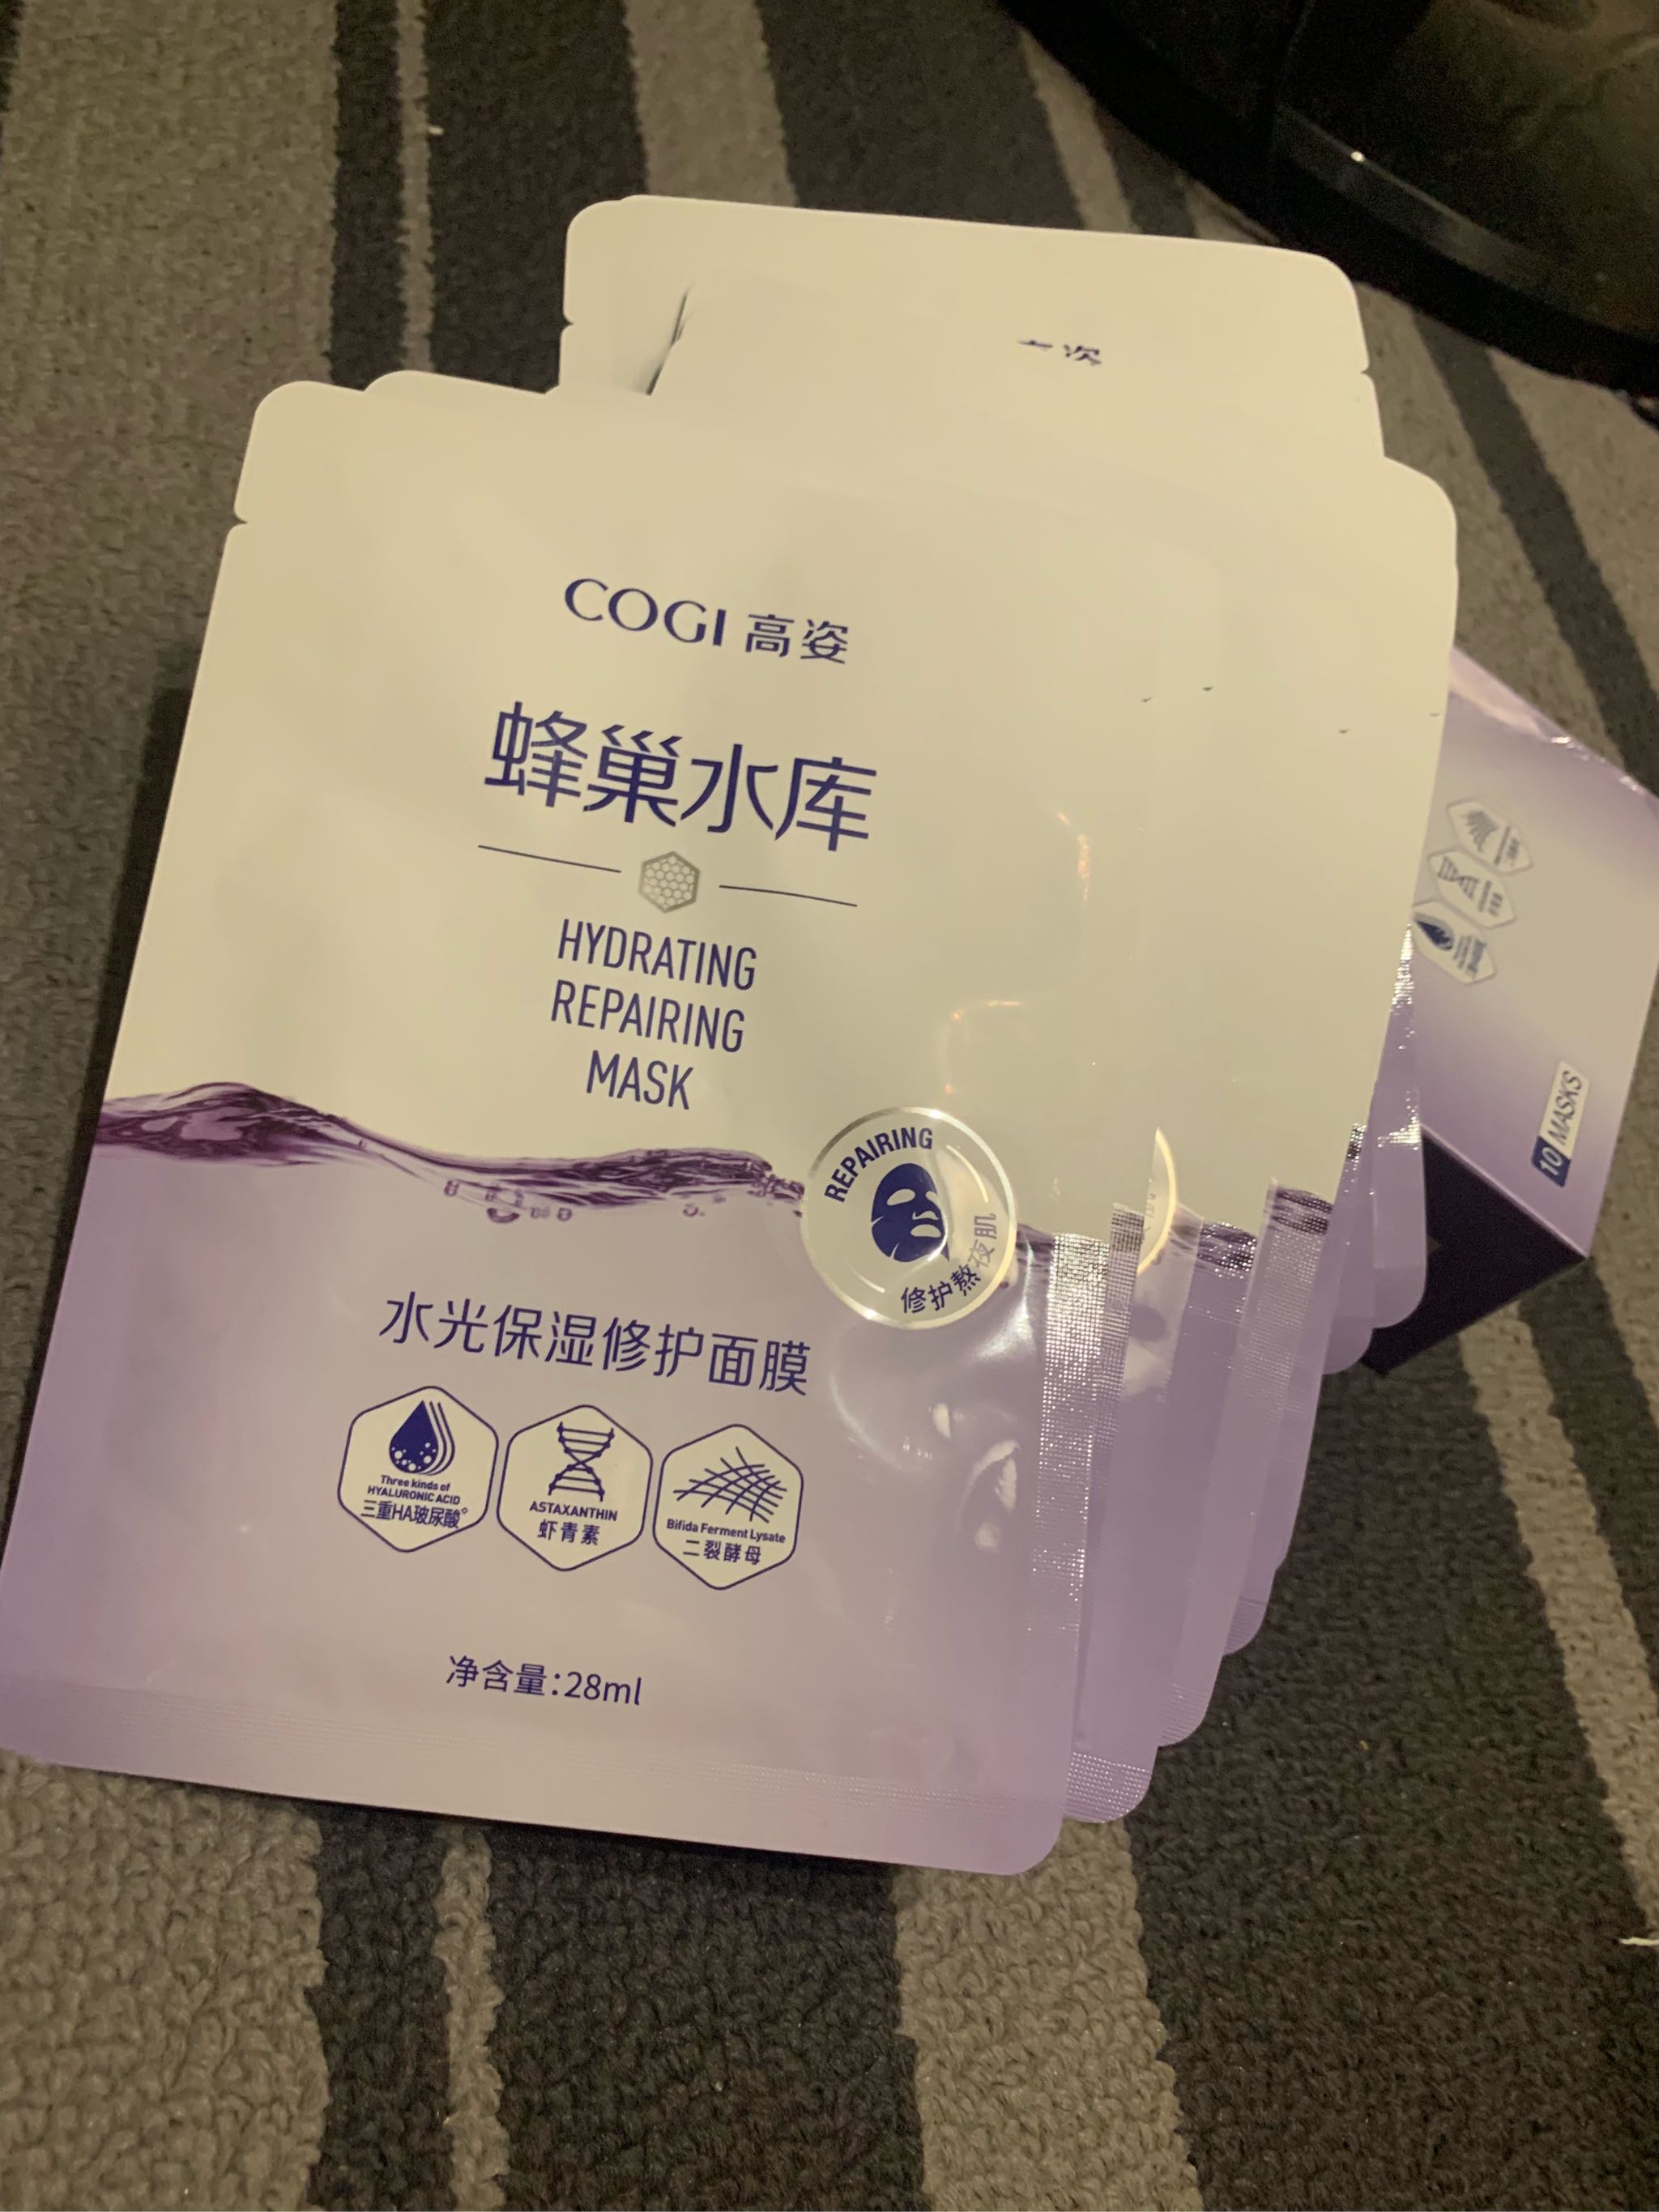 COGI 高姿
蜂巢水库
HYDRATING
REPAIRING
MASK
REPAIRING
修护熬夜肌
水光保湿修护面膜
Three kinds of
HYALURONIC ACID
三重HA玻尿酸◊
ASTAXANTHIN
虾青素
Bifida Ferment Lysate
二裂酵母
净含量:28ml
10 MASKS